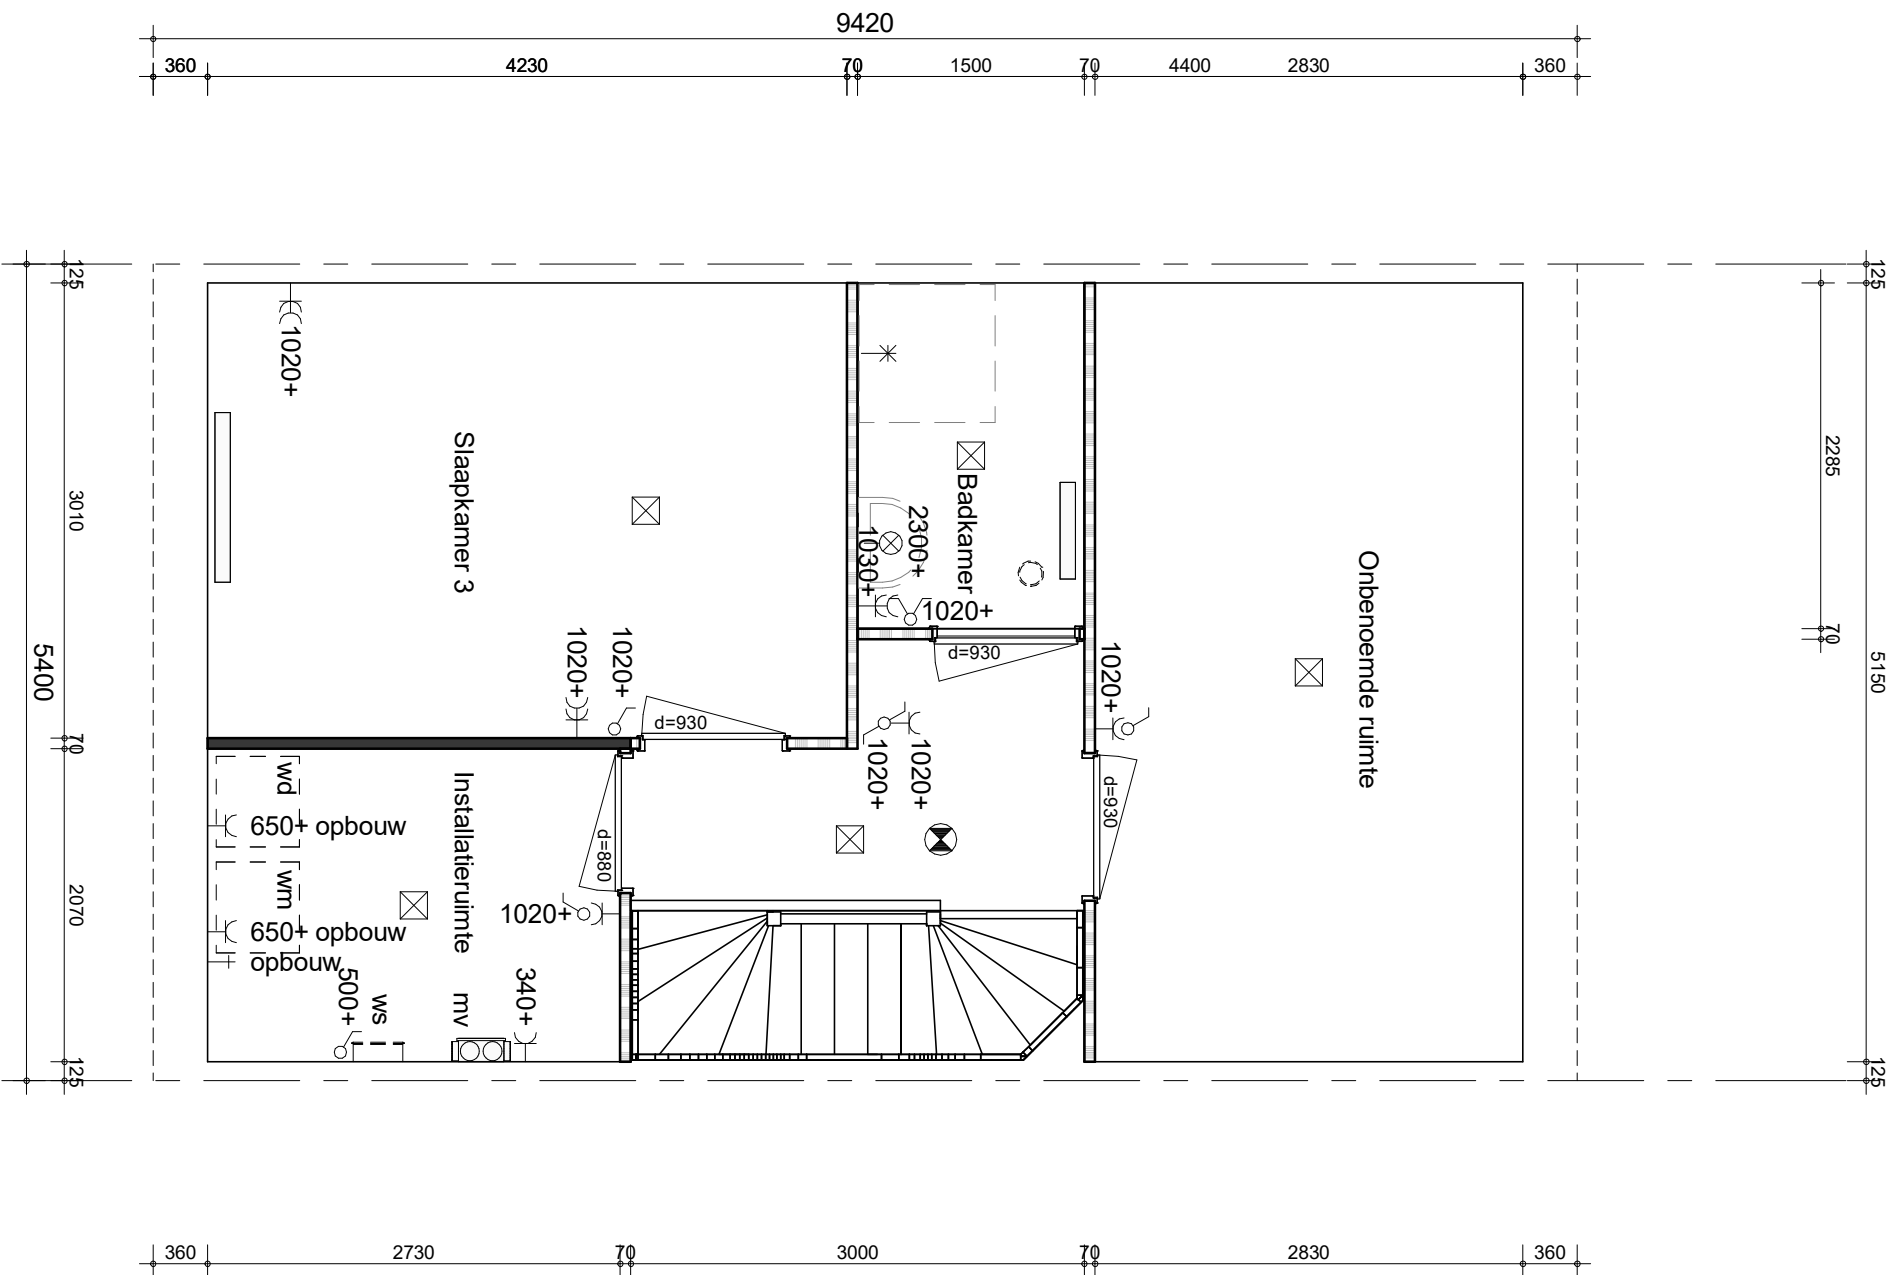 9420
360 4230 70 1500 70 4400 2830 360
125
3010
70
2070
125
5400
125
2285
70
5150
125
1020+
Slaapkamer 3
1020+
1020+
d=930
Badkamer
2300+
1030+
1020+
d=930
1020+
1020+
1020+
d=930
Onbenoemde ruimte
wd
650+ opbouw
wm
650+ opbouw
opbouw
500+
ws
Installatieruimte
mv
340+
1020+
d=880
360 2730 70 3000 70 2830 360